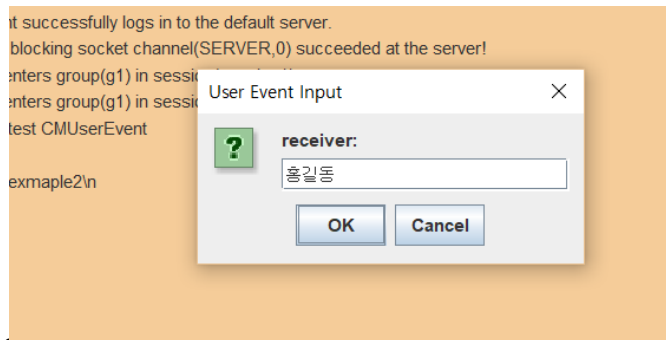 nt successfully logs in to the default server.
blocking socket channel(SERVER,0) succeeded at the server!
enters group(g1) in sessi
enters group(g1) in sessi
test CMUserEvent
exmaple2\n
User Event Input
receiver:
홍길동
OK
Cancel